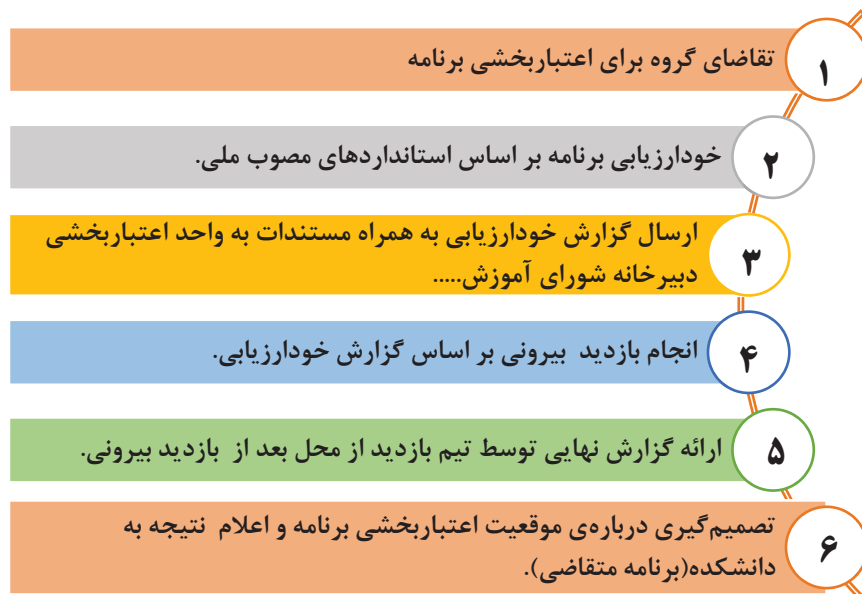 ۱
تقاضای گروه برای اعتباربخشی برنامه
۲
خودارزیابی برنامه بر اساس استانداردهای مصوب ملی.
۳
ارسال گزارش خودارزیابی به همراه مستندات به واحد اعتباربخشی
دبیرخانه شورای آموزش.....
۴
انجام بازدید بیرونی بر اساس گزارش خودارزیابی.
۵
ارائه گزارش نهایی توسط تیم بازدید از محل بعد از بازدید بیرونی.
۶
تصمیم‌گیری درباره‌ی موقعیت اعتباربخشی برنامه و اعلام نتیجه به
دانشکده(برنامه متقاضی).